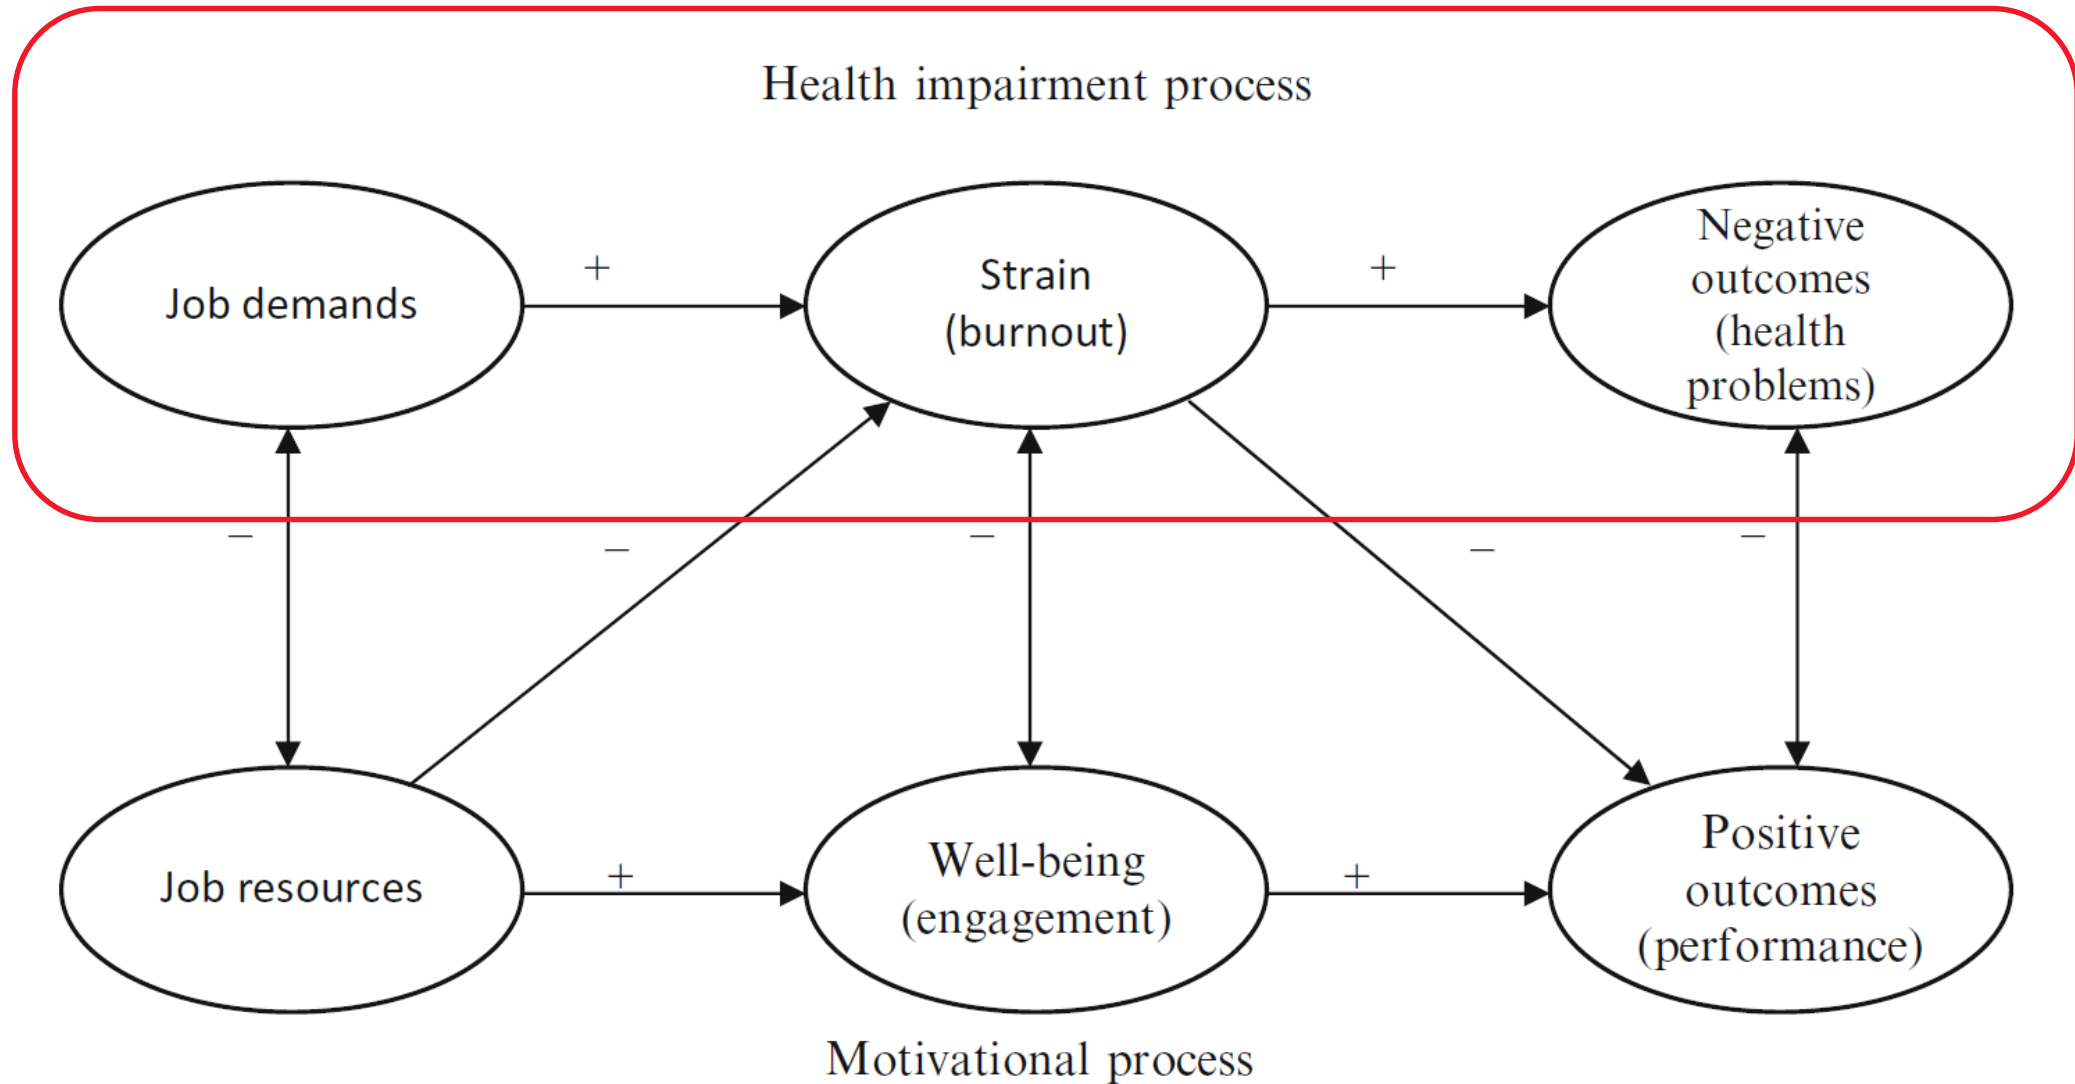 Health impairment process
Job demands
+
Strain
(burnout)
+
Negative
outcomes
(health
problems)
−
−
−
−
−
Job resources
+
Well-being
(engagement)
+
Positive
outcomes
(performance)
Motivational process